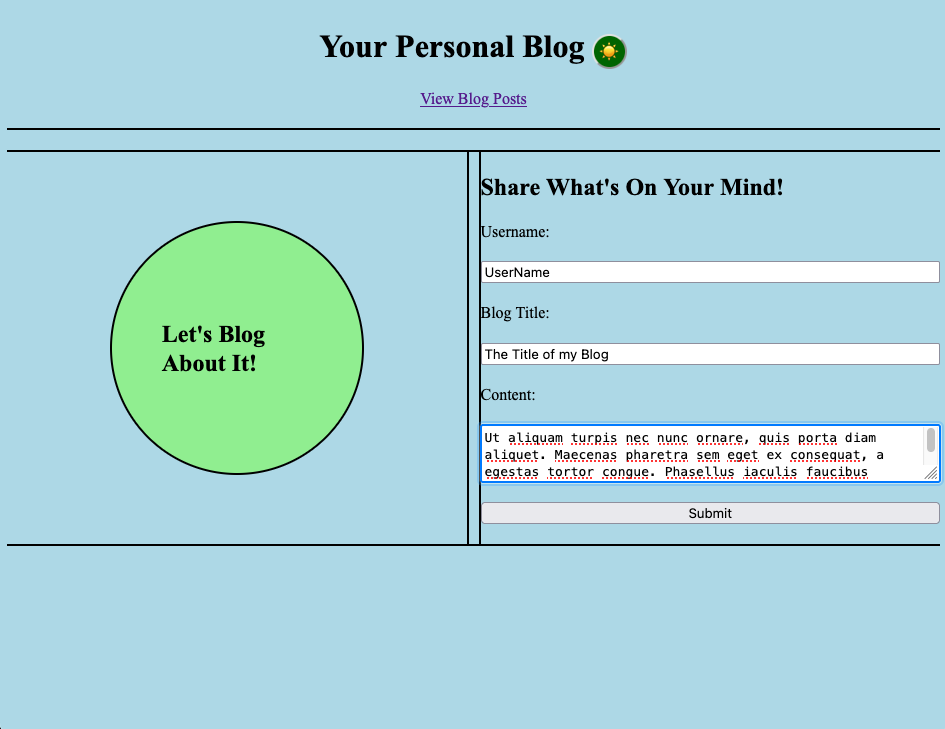 Your Personal Blog
View Blog Posts
Let's Blog
About It!
Share What's On Your Mind!
Username:
UserName
Blog Title:
The Title of my Blog
Content:
Ut aliquam turpis nec nunc ornare, quis porta diam
aliquet. Maecenas pharetra sem eget ex consequat, a
egestas tortor congue. Phasellus iaculis faucibus
Submit